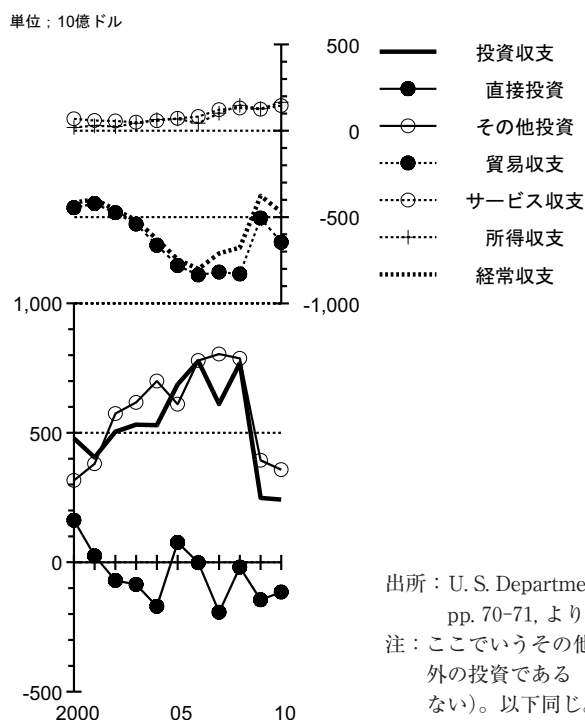 単位；10億ドル
500
0
-500
-1,000
投資収支
直接投資
その他投資
貿易収支
サービス収支
所得収支
経常収支
1,000
500
0
-500
2000
05
10
出所：U. S. Departme
pp. 70-71, より
注：ここでいうその他
外の投資である
ない）。以下同じ。